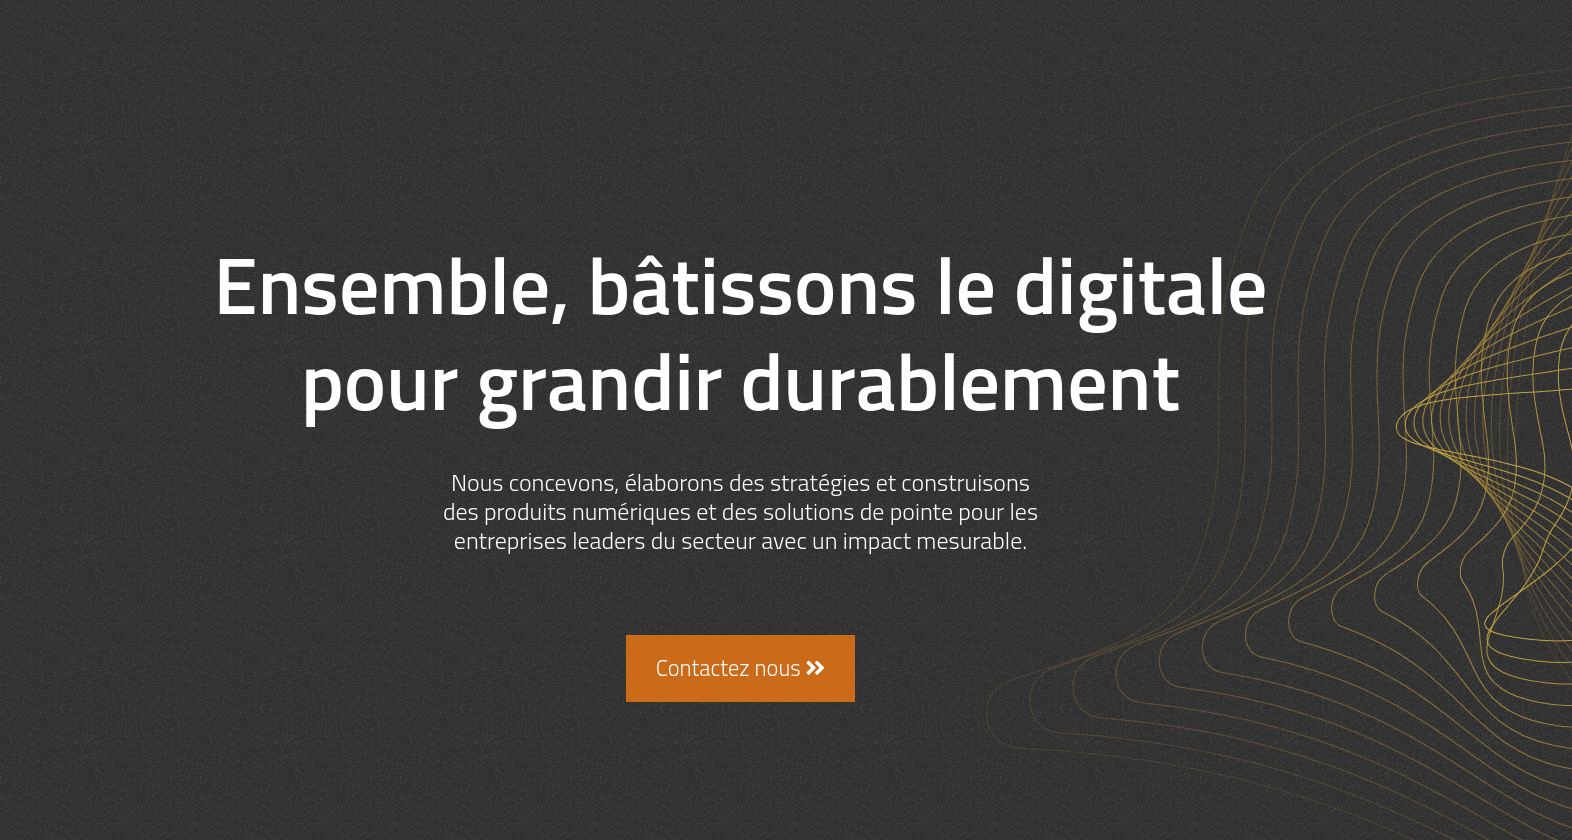 Ensemble, bâtissons le digitale
pour grandir durablement
Nous concevons, élaborons des stratégies et construisons
des produits numériques et des solutions de pointe pour les
entreprises leaders du secteur avec un impact mesurable.
Contactez nous »